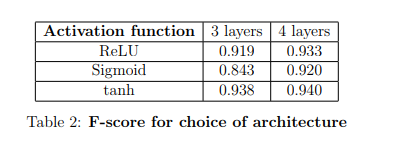 Activation function 3 layers 4 layers
ReLU 0.919 0.933
Sigmoid 0.843 0.920
tanh 0.938 0.940
Table 2: F-score for choice of architecture